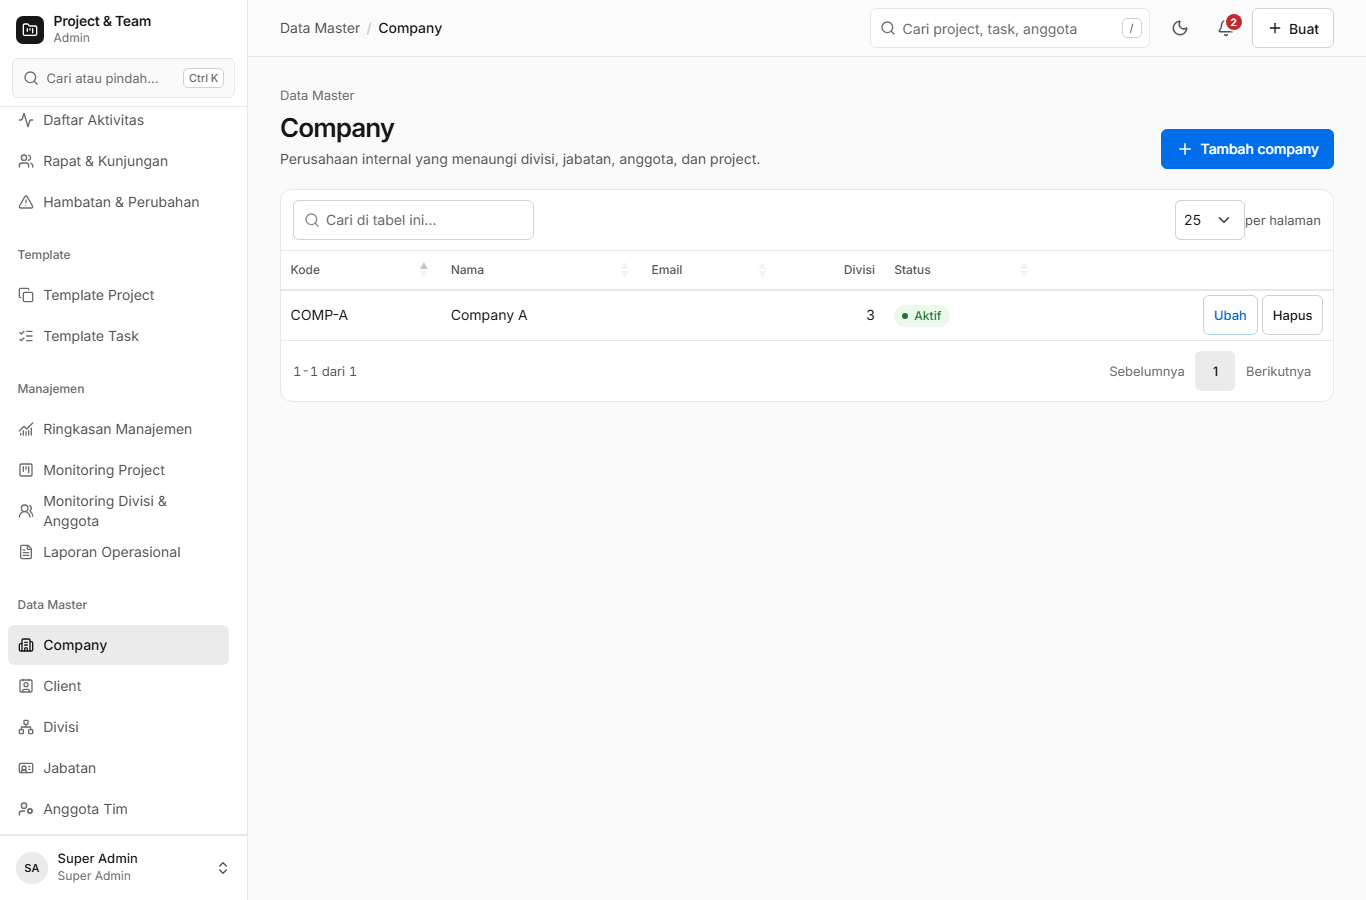 Project & Team
Admin
Cari atau pindah...
Ctrl K
Daftar Aktivitas
Rapat & Kunjungan
Hambatan & Perubahan
Template
Template Project
Template Task
Manajemen
Ringkasan Manajemen
Monitoring Project
Monitoring Divisi &
Anggota
Laporan Operasional
Data Master
Company
Client
Divisi
Jabatan
Anggota Tim
SA
Super Admin
Super Admin
Data Master / Company
Cari project, task, anggota
/
2
Buat
Data Master
Company
Perusahaan internal yang menaungi divisi, jabatan, anggota, dan project.
Tambah company
Cari di tabel ini...
25
per halaman
Kode Nama Email Divisi Status
COMP-A Company A 3 Aktif Ubah Hapus
1-1 dari 1
Sebelumnya 1 Berikutnya